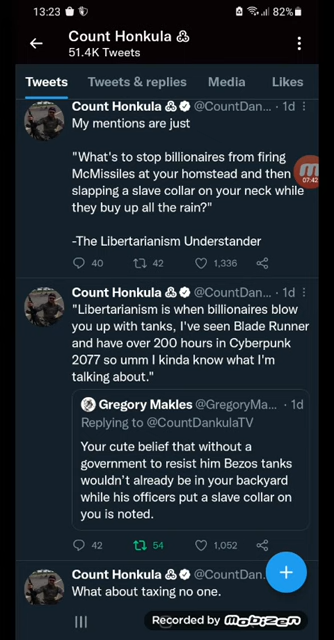 13:23
82%
Count Honkula
51.4K Tweets
Tweets Tweets & replies Media Likes
Count Honkula @CountDan... · 1d
My mentions are just
"What's to stop billionaires from firing
McMissiles at your homstead and then
slapping a slave collar on your neck while
they buy up all the rain?"
07:42
-The Libertarianism Understander
40 42 1,336
Count Honkula @CountDan... · 1d
"Libertarianism is when billionaires blow
you up with tanks, I've seen Blade Runner
and have over 200 hours in Cyberpunk
2077 so umm I kinda know what I'm
talking about."
Gregory Makles @GregoryMa... · 1d
Replying to @CountDankulaTV
Your cute belief that without a
government to resist him Bezos tanks
wouldn't already be in your backyard
while his officers put a slave collar on
you is noted.
42 54 1,052
Count Honkula @CountDan.
What about taxing no one.
Recorded by mobizen